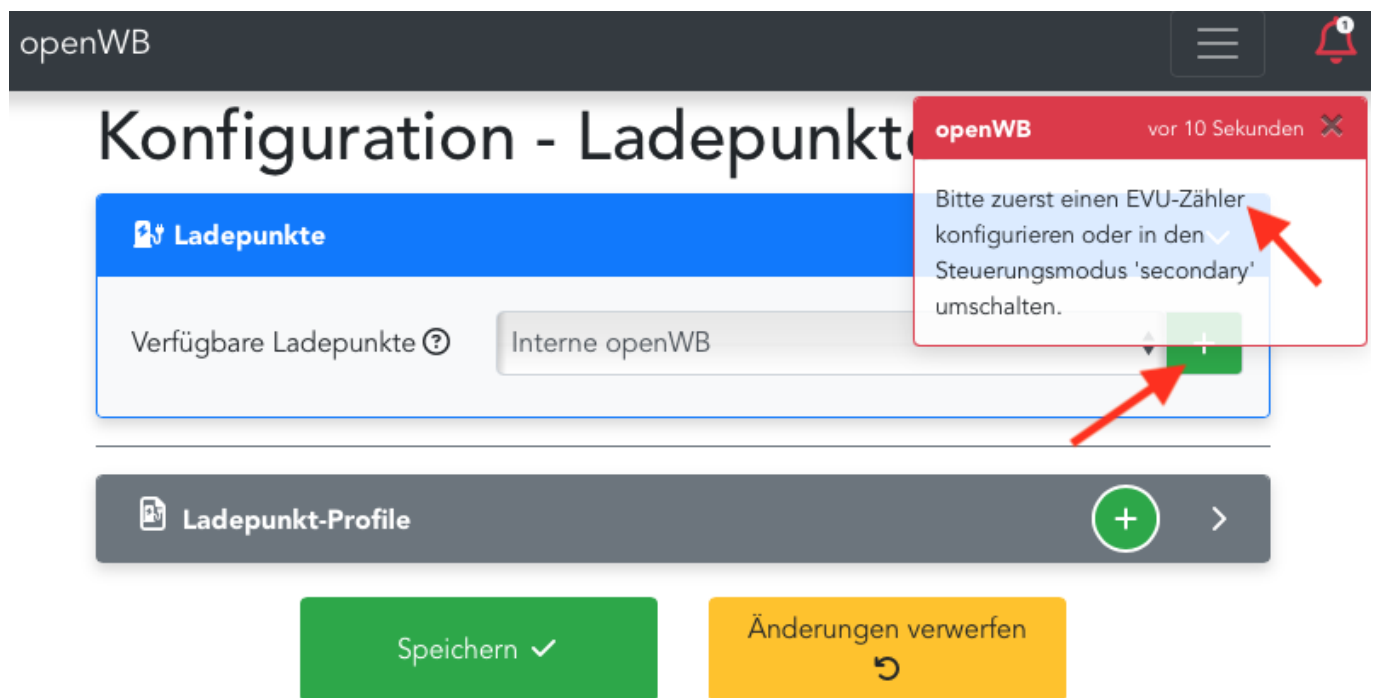 openWB
1
Konfiguration - Ladepunkte
openWB vor 10 Sekunden
Bitte zuerst einen EVU-Zähler
konfigurieren oder in den
Steuerungsmodus 'secondary'
umschalten.
Ladepunkte
Verfügbare Ladepunkte
Interne openWB
Ladepunkt-Profile
Speichern
Änderungen verwerfen